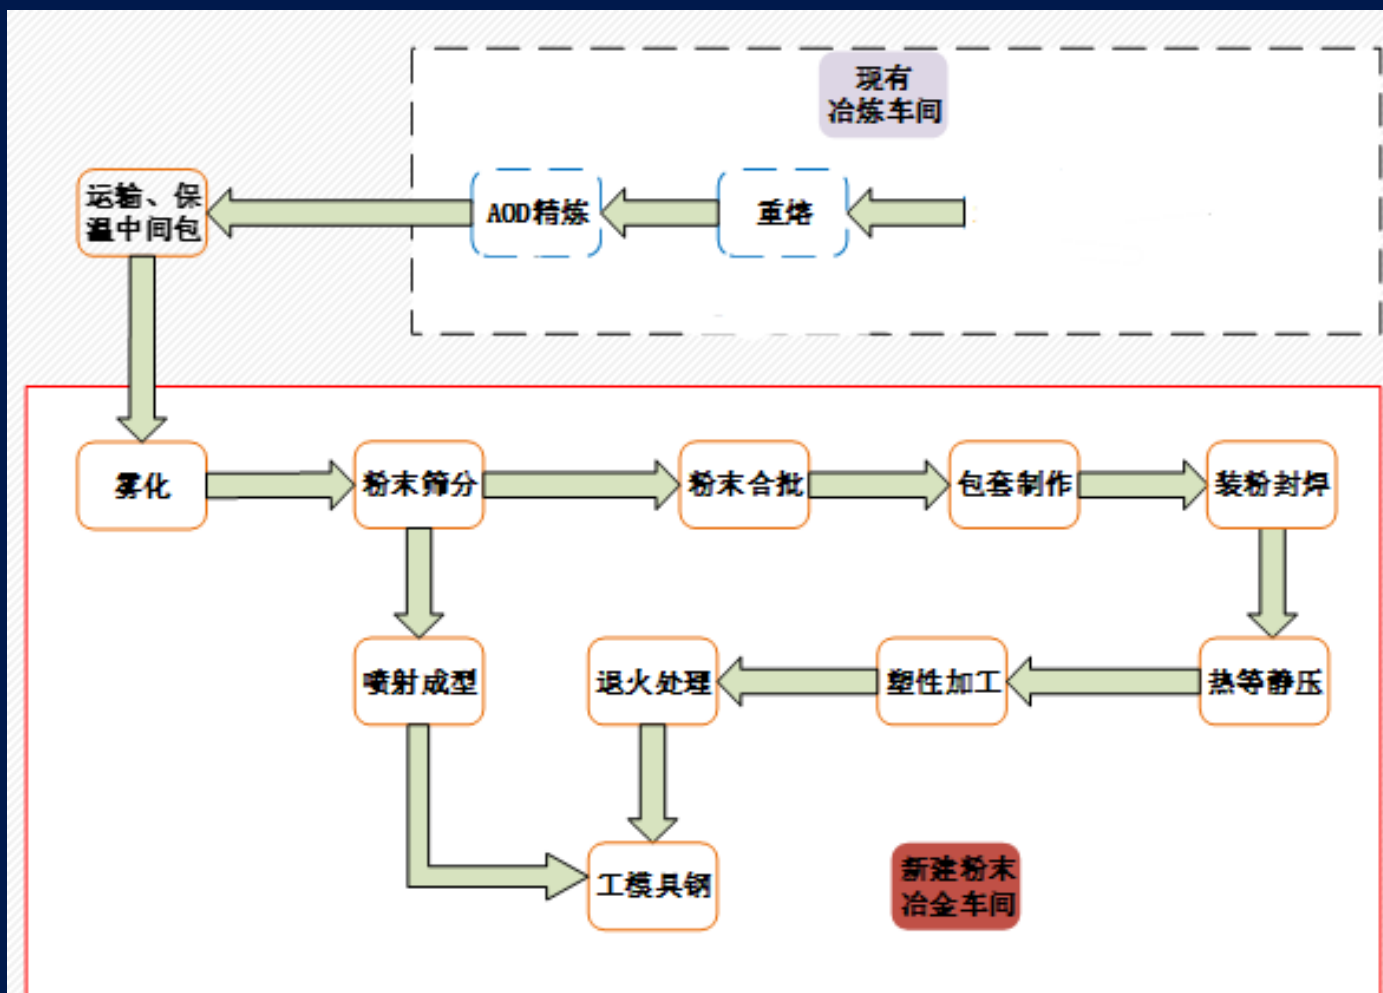 现有
冶炼车间
运输、保
温中间包
AOD精炼
重熔
雾化
粉末筛分
粉末合批
包套制作
装粉封焊
喷射成型
退火处理
塑性加工
热等静压
工模具钢
新建粉末
冶金车间